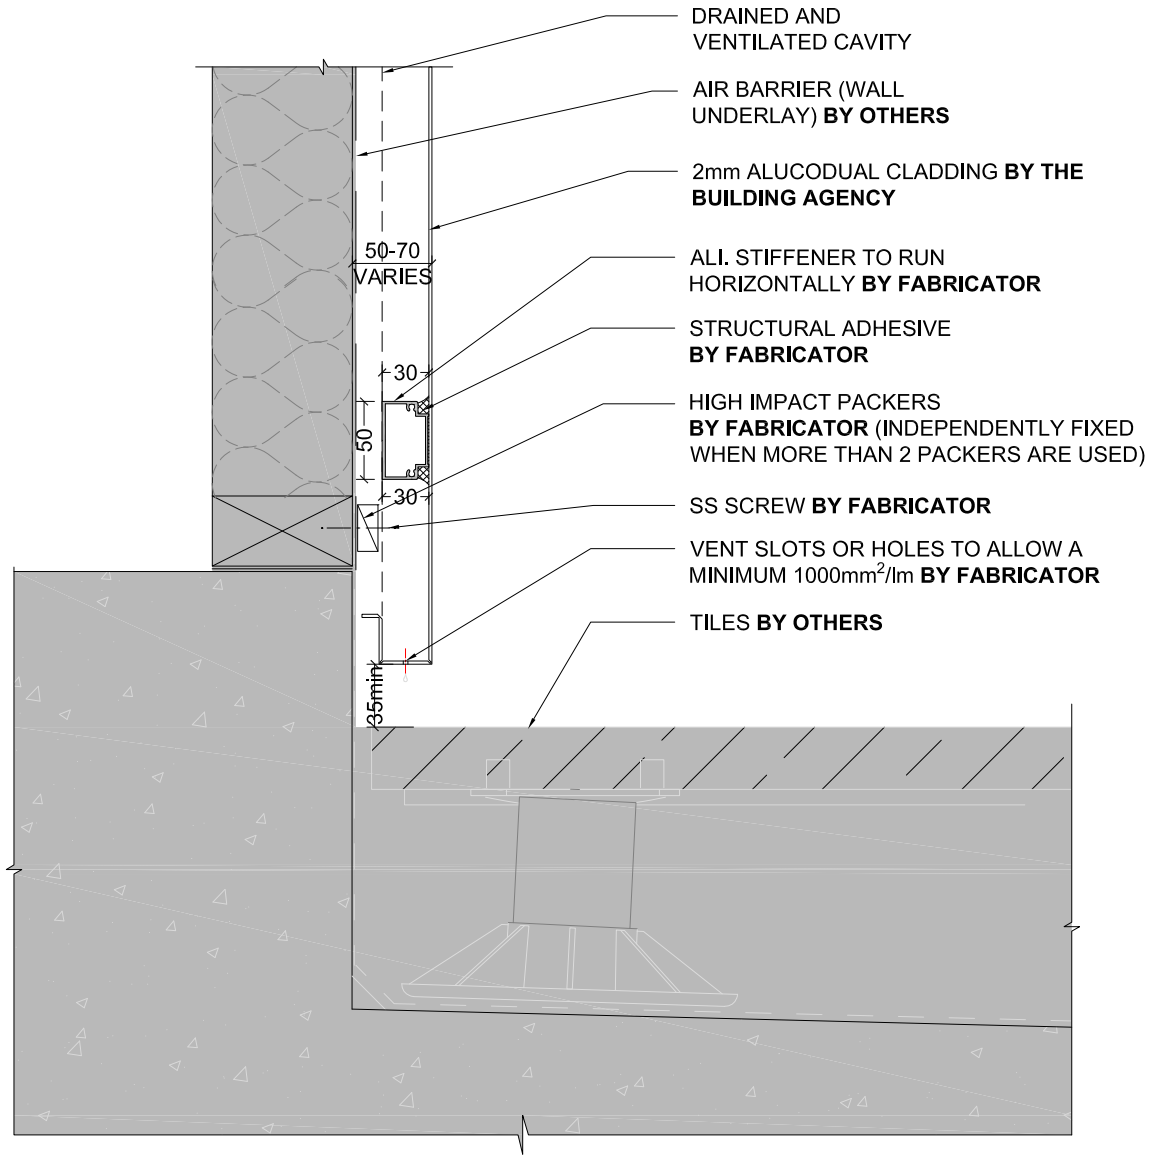 DRAINED AND
VENTILATED CAVITY
AIR BARRIER (WALL
UNDERLAY) BY OTHERS
2mm ALUCODUAL CLADDING BY THE
BUILDING AGENCY
50-70
VARIES
ALI. STIFFENER TO RUN
HORIZONTALLY BY FABRICATOR
STRUCTURAL ADHESIVE
BY FABRICATOR
30
50
30
HIGH IMPACT PACKERS
BY FABRICATOR (INDEPENDENTLY FIXED
WHEN MORE THAN 2 PACKERS ARE USED)
SS SCREW BY FABRICATOR
VENT SLOTS OR HOLES TO ALLOW A
MINIMUM 1000mm²/lm BY FABRICATOR
TILES BY OTHERS
35min